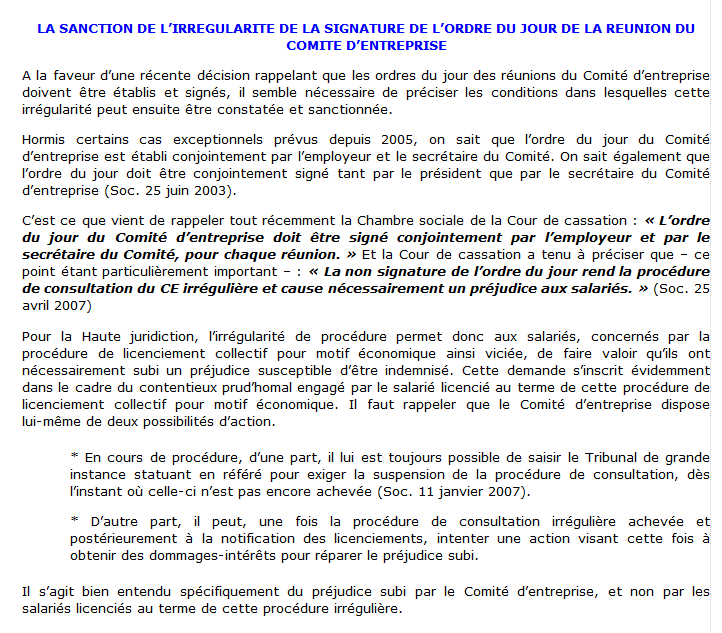 LA SANCTION DE L’IRREGULARITE DE LA SIGNATURE DE L’ORDRE DU JOUR DE LA REUNION DU
COMITE D’ENTREPRISE
A la faveur d’une récente décision rappelant que les ordres du jour des réunions du Comité d’entreprise
doivent être établis et signés, il semble nécessaire de préciser les conditions dans lesquelles cette
irrégularité peut ensuite être constatée et sanctionnée.
Hormis certains cas exceptionnels prévus depuis 2005, on sait que l’ordre du jour du Comité
d’entreprise est établi conjointement par l’employeur et le secrétaire du Comité. On sait également que
l’ordre du jour doit être conjointement signé tant par le président que par le secrétaire du Comité
d’entreprise (Soc. 25 juin 2003).
C’est ce que vient de rappeler tout récemment la Chambre sociale de la Cour de cassation : « L’ordre
du jour du Comité d’entreprise doit être signé conjointement par l’employeur et par le
secrétaire du Comité, pour chaque réunion. » Et la Cour de cassation a tenu à préciser que – ce
point étant particulièrement important – : « La non signature de l’ordre du jour rend la procédure
de consultation du CE irrégulière et cause nécessairement un préjudice aux salariés. » (Soc. 25
avril 2007)
Pour la Haute juridiction, l’irrégularité de procédure permet donc aux salariés, concernés par la
procédure de licenciement collectif pour motif économique ainsi viciée, de faire valoir qu’ils ont
nécessairement subi un préjudice susceptible d’être indemnisé. Cette demande s’inscrit évidemment
dans le cadre du contentieux prud’homal engagé par le salarié licencié au terme de cette procédure de
licenciement collectif pour motif économique. Il faut rappeler que le Comité d’entreprise dispose
lui-même de deux possibilités d’action.
* En cours de procédure, d’une part, il lui est toujours possible de saisir le Tribunal de grande
instance statuant en référé pour exiger la suspension de la procédure de consultation, dès
l’instant où celle-ci n’est pas encore achevée (Soc. 11 janvier 2007).
* D’autre part, il peut, une fois la procédure de consultation irrégulière achevée et
postérieurement à la notification des licenciements, intenter une action visant cette fois à
obtenir des dommages-intérêts pour réparer le préjudice subi.
Il s’agit bien entendu spécifiquement du préjudice subi par le Comité d’entreprise, et non par les
salariés licenciés au terme de cette procédure irrégulière.